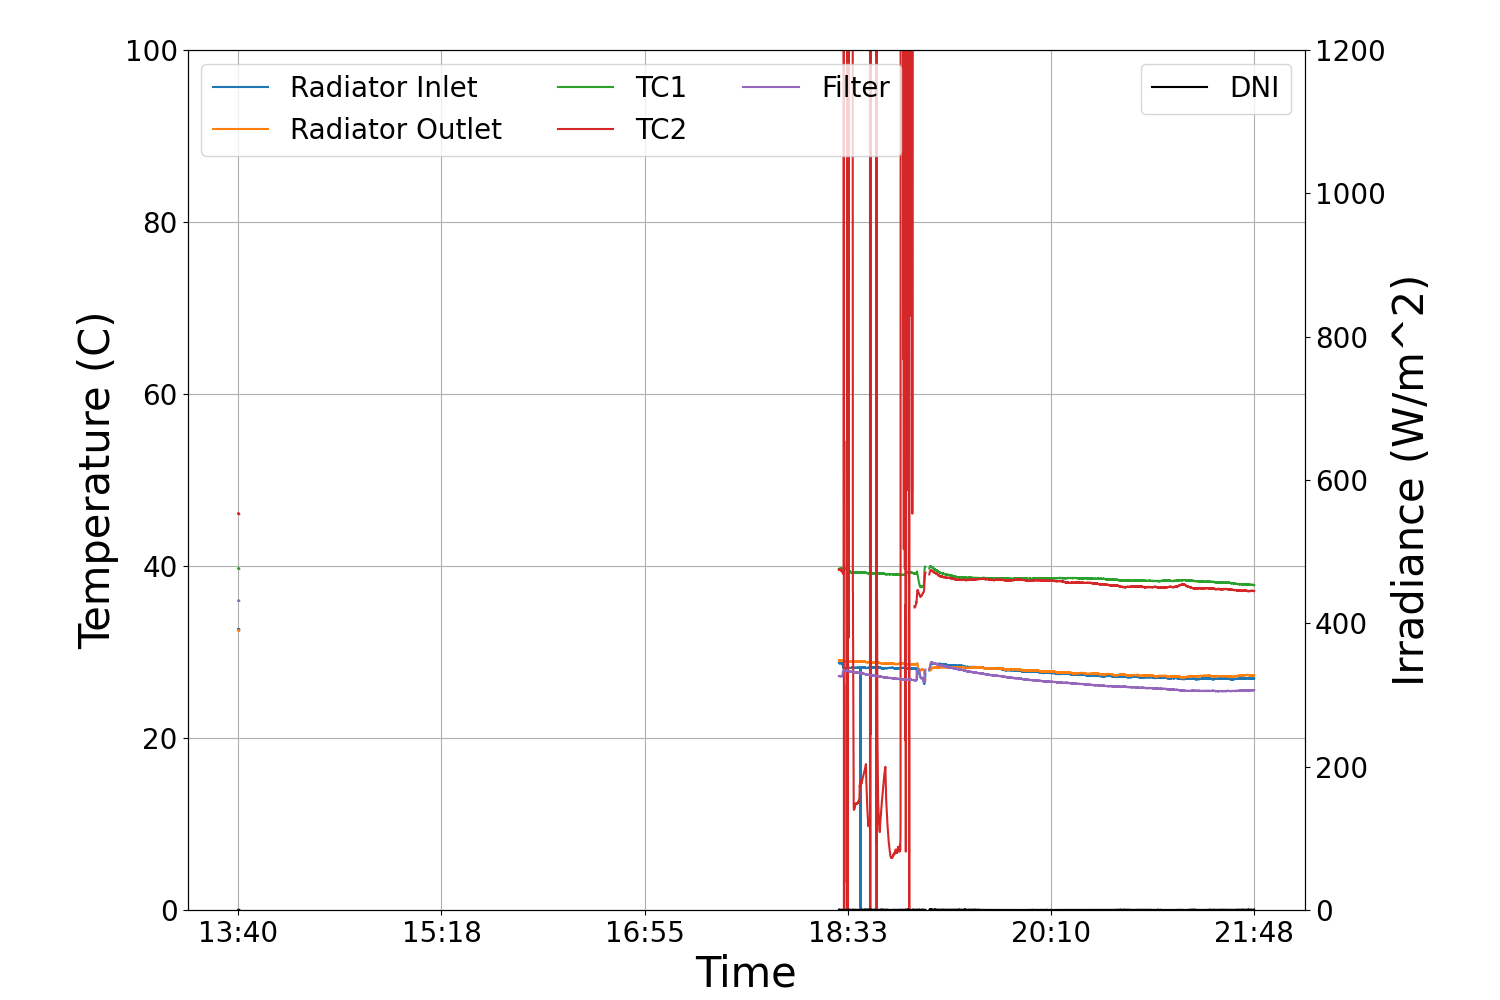 100
80
60
40
20
0
Temperature (C)
Radiator Inlet
Radiator Outlet
TC1
TC2
Filter
DNI
1200
1000
800
600
400
200
0
Irradiance (W/m^2)
13:40
15:18
16:55
18:33
20:10
21:48
Time